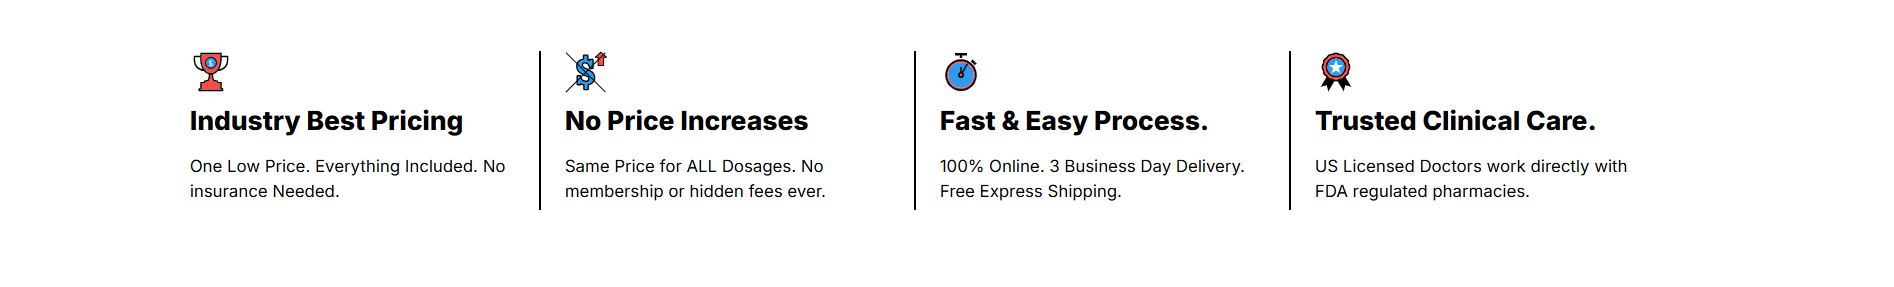 Industry Best Pricing
One Low Price. Everything Included. No
insurance Needed.
No Price Increases
Same Price for ALL Dosages. No
membership or hidden fees ever.
Fast & Easy Process.
100% Online. 3 Business Day Delivery.
Free Express Shipping.
Trusted Clinical Care.
US Licensed Doctors work directly with
FDA regulated pharmacies.